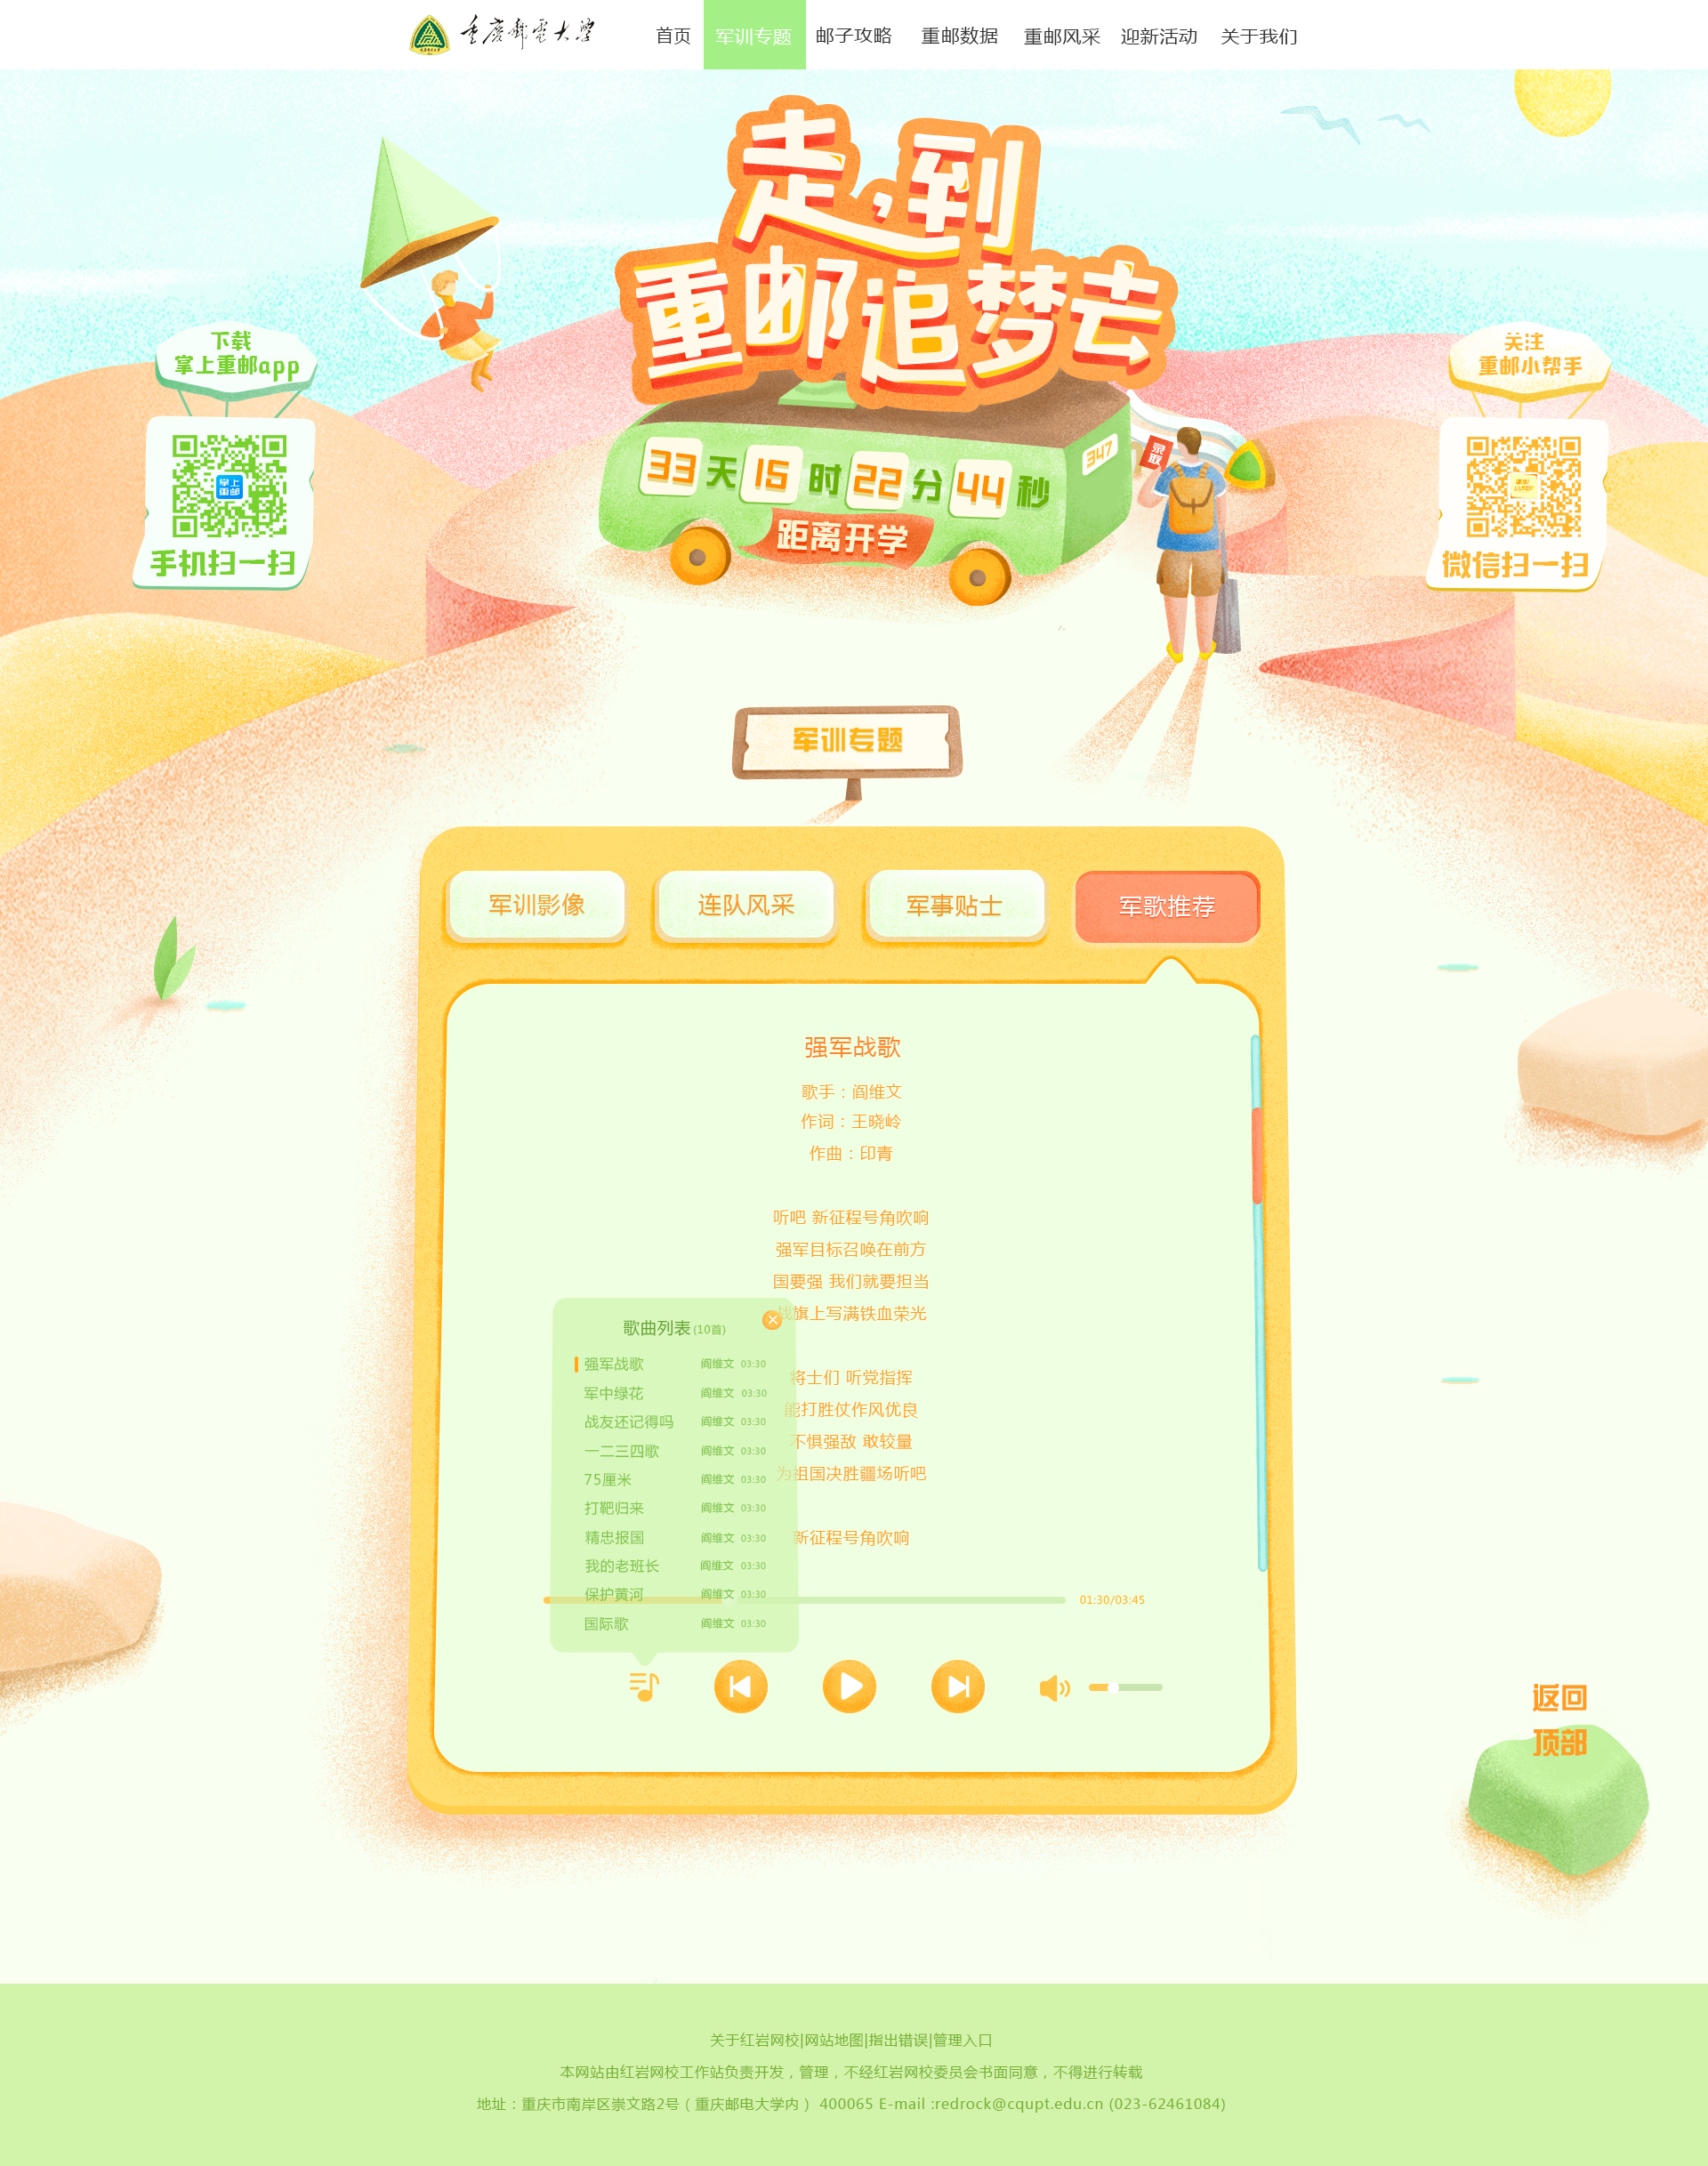 重庆邮电大学
首页 军训专题 邮子攻略 重邮数据 重邮风采 迎新活动 关于我们
走,到
重邮追梦去
下载
掌上重邮app
掌上
重邮
手机扫一扫
关注
重邮小帮手
微信扫一扫
33天15时22分44秒
347
距离开学
录取
军训专题
军训影像 连队风采 军事贴士 军歌推荐
强军战歌
歌手：阎维文
作词：王晓岭
作曲：印青
听吧 新征程号角吹响
强军目标召唤在前方
国要强 我们就要担当
战旗上写满铁血荣光
将士们 听党指挥
能打胜仗作风优良
不惧强敌 敢较量
为祖国决胜疆场听吧
新征程号角吹响
歌曲列表(10首)
强军战歌 阎维文 03:30
军中绿花 阎维文 03:30
战友还记得吗 阎维文 03:30
一二三四歌 阎维文 03:30
75厘米 阎维文 03:30
打靶归来 阎维文 03:30
精忠报国 阎维文 03:30
我的老班长 阎维文 03:30
保护黄河 阎维文 03:30
国际歌 阎维文 03:30
01:30/03:45
返回
顶部
关于红岩网校|网站地图|指出错误|管理入口
本网站由红岩网校工作站负责开发，管理，不经红岩网校委员会书面同意，不得进行转载
地址：重庆市南岸区崇文路2号（重庆邮电大学内） 400065 E-mail :redrock@cqupt.edu.cn (023-62461084)